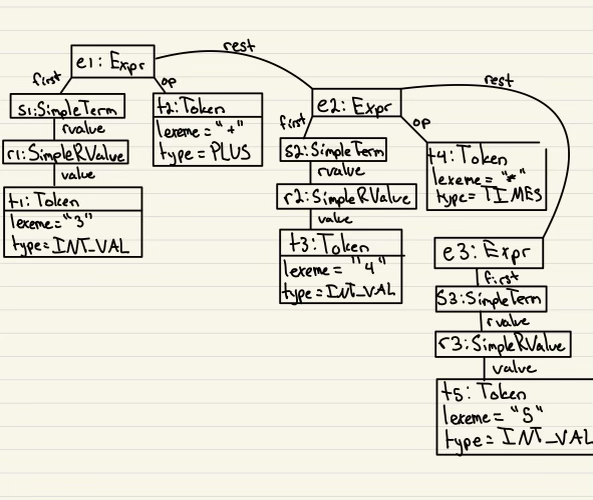 e1: Expr
rest
first
op
s1:SimpleTerm
rvalue
r1:SimpleRValue
value
t1: Token
lexeme="3"
type=INT_VAL
t2:Token
lexeme="+"
type=PLUS
e2: Expr
rest
first
op
s2:SimpleTerm
rvalue
r2:SimpleRValue
value
t3:Token
lexeme= "4"
type=INT_VAL
t4:Token
lexeme="*"
type= TIMES
e3: Expr
first
S3:SimpleTerm
rvalue
r3:SimpleRValue
value
t5: Token
lexeme = "5"
type= INT_VAL